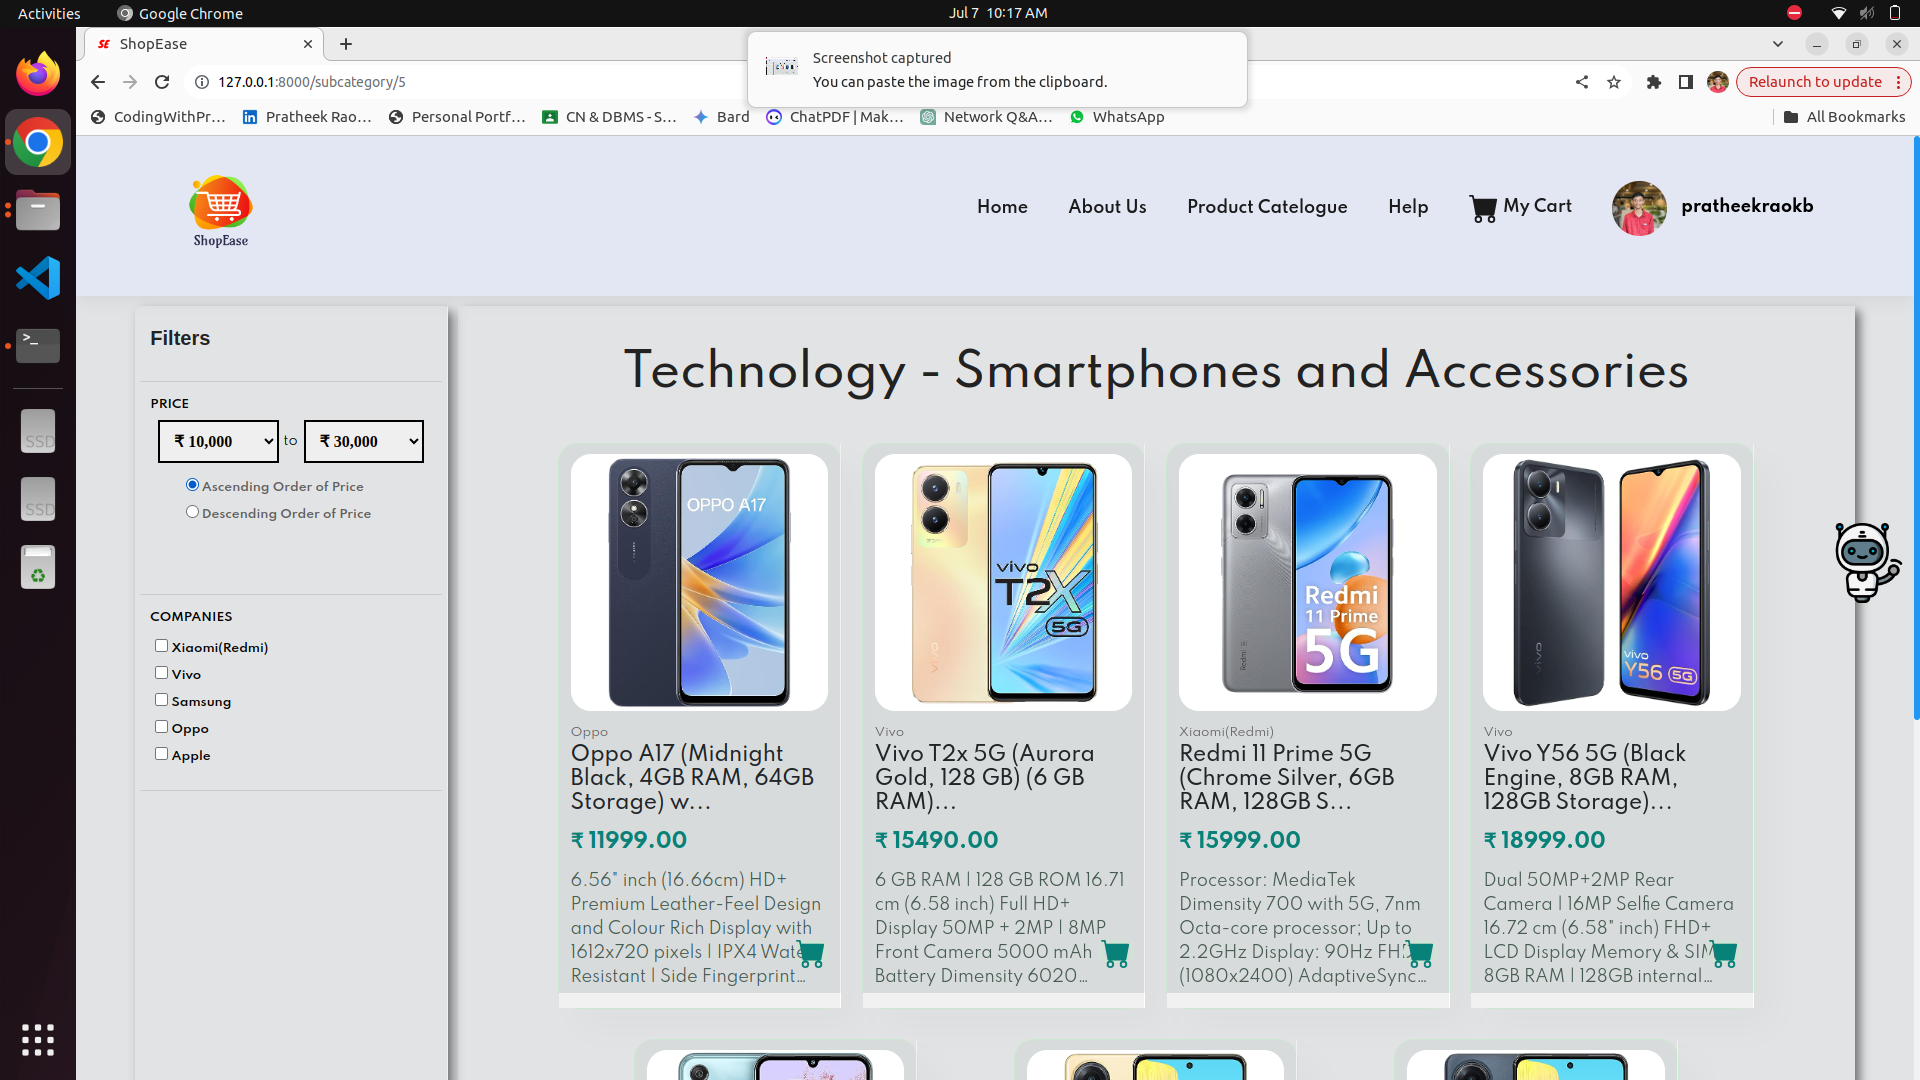 Activities
Google Chrome
Jul 7 10:17 AM
SE ShopEase
Screenshot captured
You can paste the image from the clipboard.
127.0.0.1:8000/subcategory/5
Relaunch to update
CodingWithPr...
Pratheek Rao...
Personal Portf...
CN & DBMS - S...
Bard
ChatPDF | Mak...
Network Q&A...
WhatsApp
All Bookmarks
ShopEase
Home
About Us
Product Catelogue
Help
My Cart
pratheekraokb
Filters
PRICE
₹ 10,000 to ₹ 30,000
Ascending Order of Price
Descending Order of Price
COMPANIES
Xiaomi(Redmi)
Vivo
Samsung
Oppo
Apple
SSD
SSD
Technology - Smartphones and Accessories
OPPO A17
Oppo
Oppo A17 (Midnight
Black, 4GB RAM, 64GB
Storage) w...
₹ 11999.00
6.56" inch (16.66cm) HD+
Premium Leather-Feel Design
and Colour Rich Display with
1612x720 pixels | IPX4 Water
Resistant | Side Fingerprint...
vivo
T2X
5G
Vivo
Vivo T2x 5G (Aurora
Gold, 128 GB) (6 GB
RAM)...
₹ 15490.00
6 GB RAM | 128 GB ROM 16.71
cm (6.58 inch) Full HD+
Display 50MP + 2MP | 8MP
Front Camera 5000 mAh
Battery Dimensity 6020...
Redmi
11 Prime
5G
Xiaomi(Redmi)
Redmi 11 Prime 5G
(Chrome Silver, 6GB
RAM, 128GB S...
₹ 15999.00
Processor: MediaTek
Dimensity 700 with 5G, 7nm
Octa-core processor; Up to
2.2GHz Display: 90Hz FHD
(1080x2400) AdaptiveSync...
vivo
Y56 5G
Vivo
Vivo Y56 5G (Black
Engine, 8GB RAM,
128GB Storage)...
₹ 18999.00
Dual 50MP+2MP Rear
Camera | 16MP Selfie Camera
16.72 cm (6.58" inch) FHD+
LCD Display Memory & SIM
8GB RAM | 128GB internal...